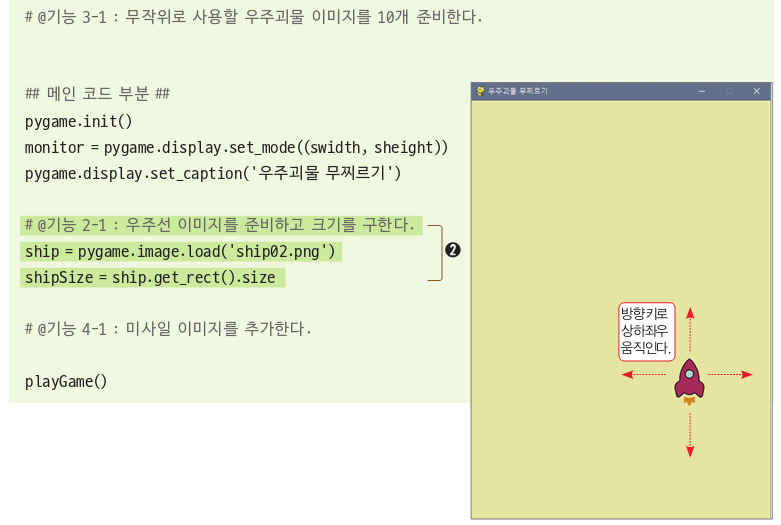 # @기능 3-1 : 무작위로 사용할 우주괴물 이미지를 10개 준비한다.
## 메인 코드 부분 ##
pygame.init()
monitor = pygame.display.set_mode((swidth, sheight))
pygame.display.set_caption('우주괴물 무찌르기')
# @기능 2-1 : 우주선 이미지를 준비하고 크기를 구한다.
ship = pygame.image.load('ship02.png')
shipSize = ship.get_rect().size
❷
# @기능 4-1 : 미사일 이미지를 추가한다.
playGame()
우주괴물 무찌르기
방향키로
상하좌우
움직인다.